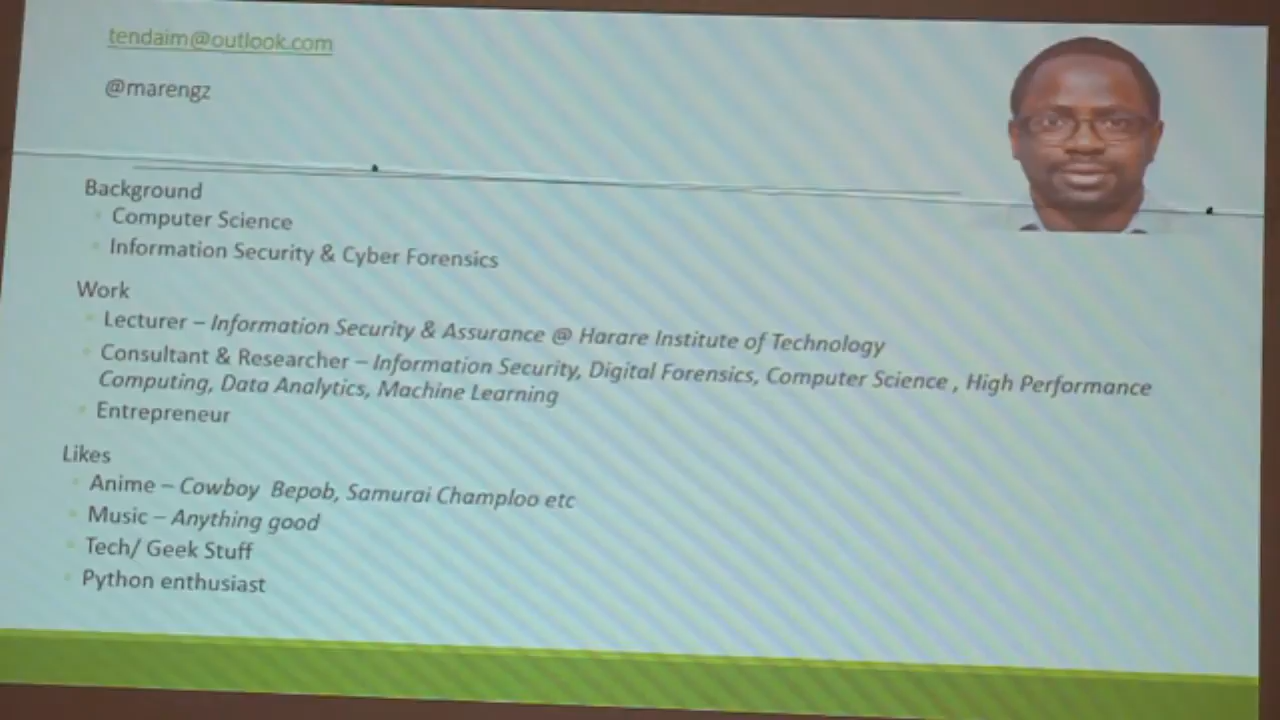 tendaim@outlook.com
@marengz
Background
Computer Science
Information Security & Cyber Forensics
Work
Lecturer – Information Security & Assurance @ Harare Institute of Technology
Consultant & Researcher – Information Security, Digital Forensics, Computer Science , High Performance
Computing, Data Analytics, Machine Learning
Entrepreneur
Likes
Anime – Cowboy Bepob, Samurai Champloo etc
Music – Anything good
Tech/ Geek Stuff
Python enthusiast